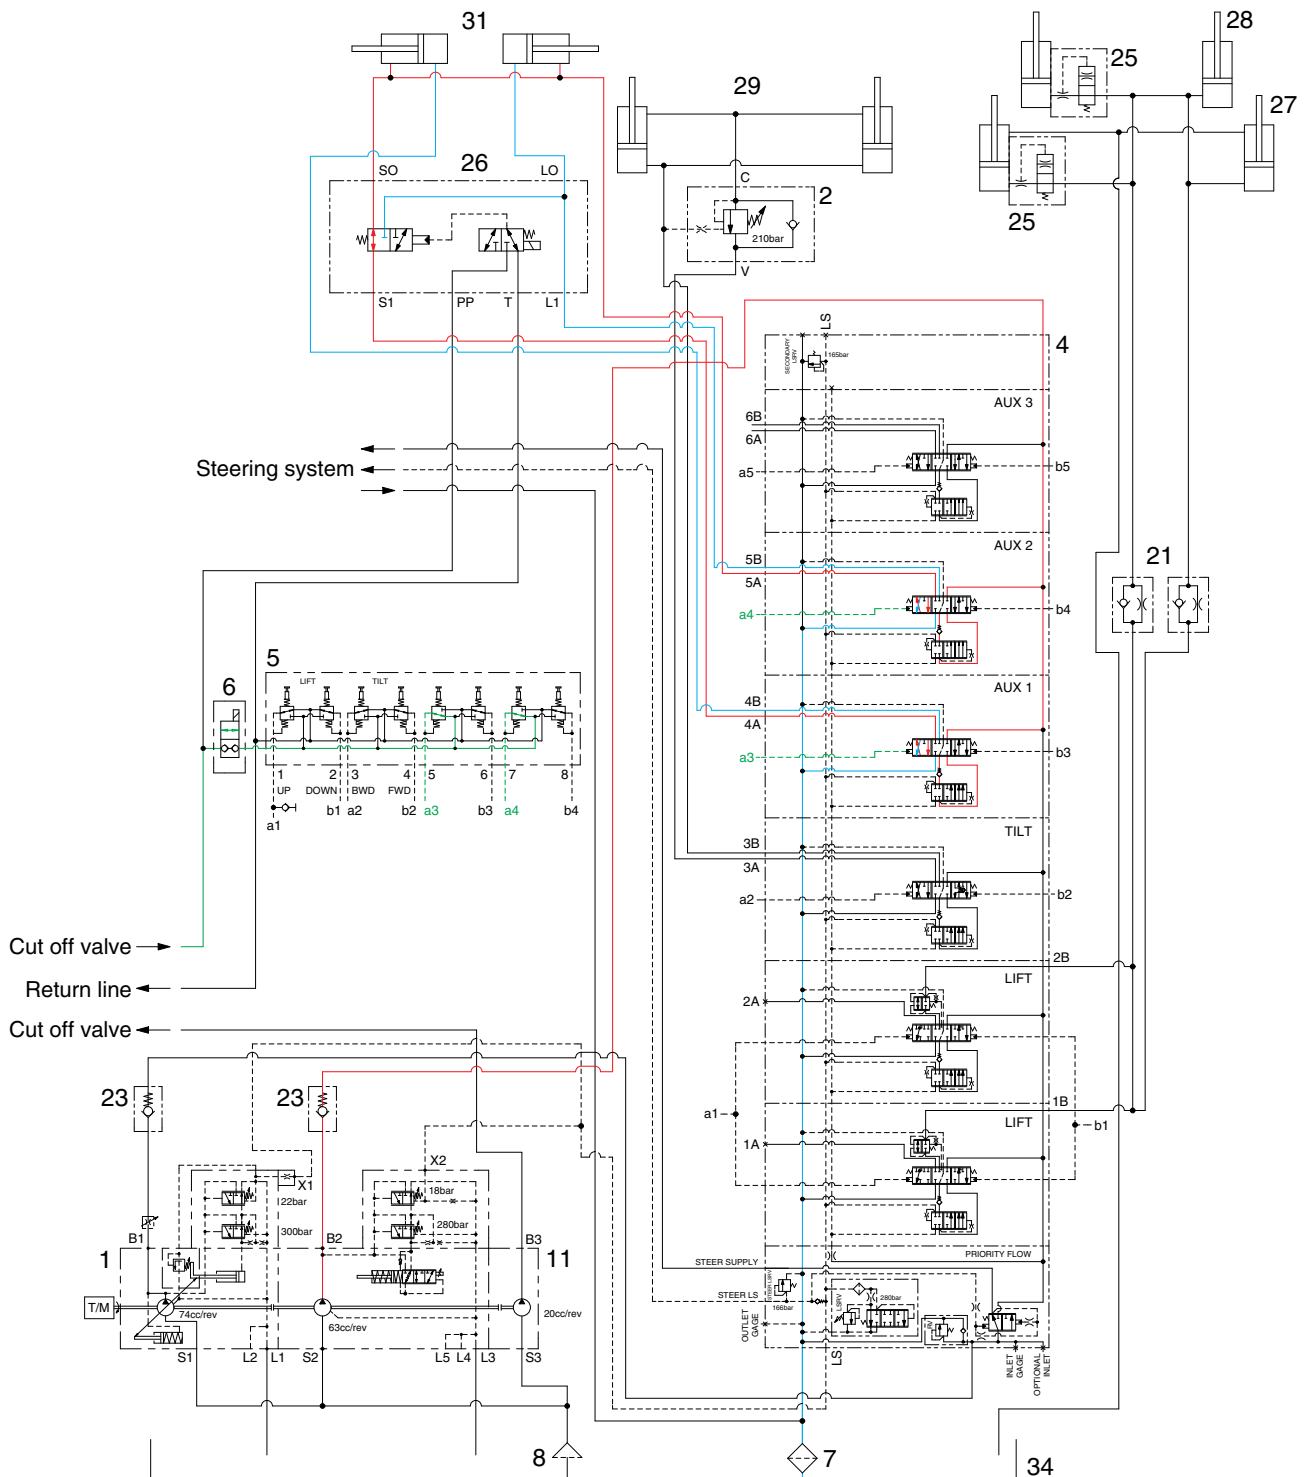 31
28
25
29
27
26
SO
LO
C
2
25
210bar
V
S1
PP
T
L1
LS
4
SECONDARY
LSRV
165bar
AUX 3
6B
6A
Steering system
a5
b5
AUX 2
5B
21
5A
a4
b4
5
6
LIFT
TILT
AUX 1
4B
4A
a3
b3
1
2
3
4
5
6
7
8
UP
DOWN
BWD
FWD
a1
b1
a2
b2
a3
b3
a4
b4
TILT
3B
3A
a2
b2
Cut off valve
2B
LIFT
Return line
2A
Cut off valve
23
23
1B
a1
LIFT
b1
1A
X1
X2
22bar
18bar
300bar
280bar
B1
B2
B3
1
11
PRIORITY FLOW
STEER SUPPLY
STEER LS
STEER LSRV
166bar
LSRV
280bar
RV
T/M
74cc/rev
63cc/rev
20cc/rev
OUTLET
GAGE
S1
L2
L1
S2
L5
L4
L3
S3
LS
INLET
GAGE
OPTIONAL
INLET
8
7
34